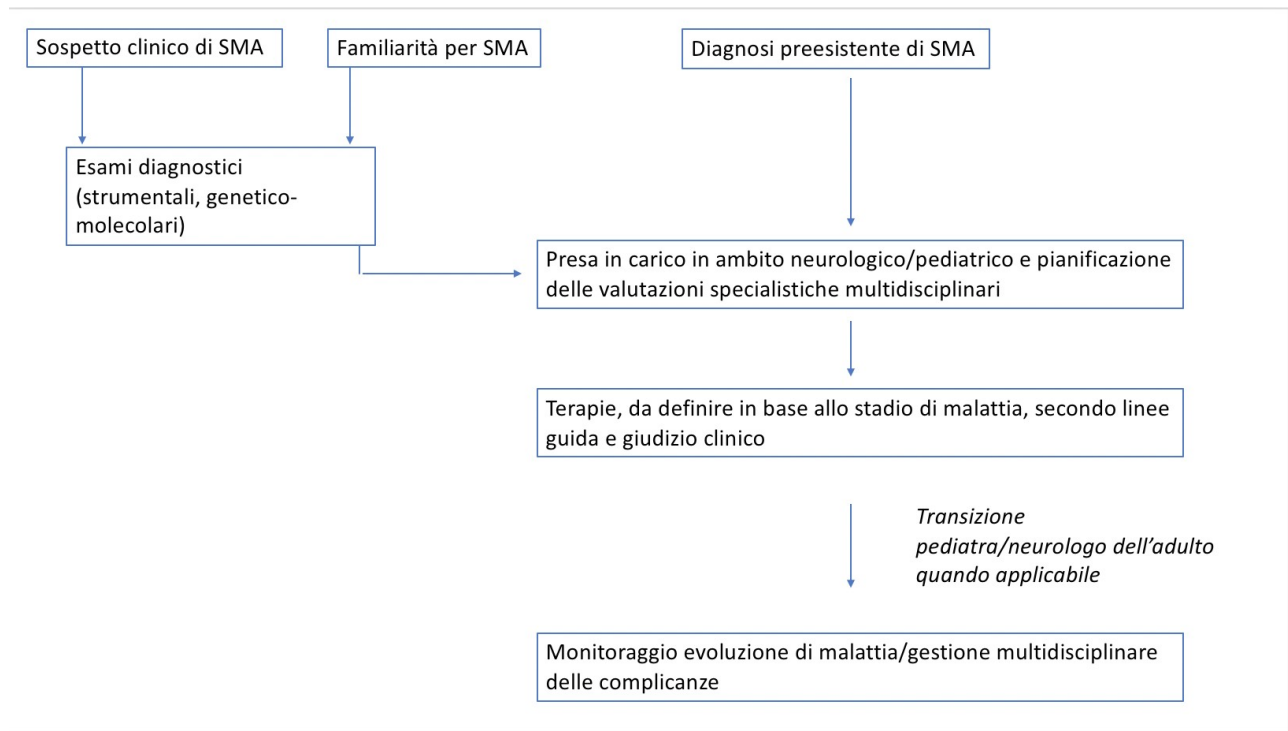 Sospetto clinico di SMA
Familiarità per SMA
Diagnosi preesistente di SMA
Esami diagnostici
(strumentali, genetico-
molecolari)
Presa in carico in ambito neurologico/pediatrico e pianificazione
delle valutazioni specialistiche multidisciplinari
Terapie, da definire in base allo stadio di malattia, secondo linee
guida e giudizio clinico
Transizione
pediatra/neurologo dell’adulto
quando applicabile
Monitoraggio evoluzione di malattia/gestione multidisciplinare
delle complicanze